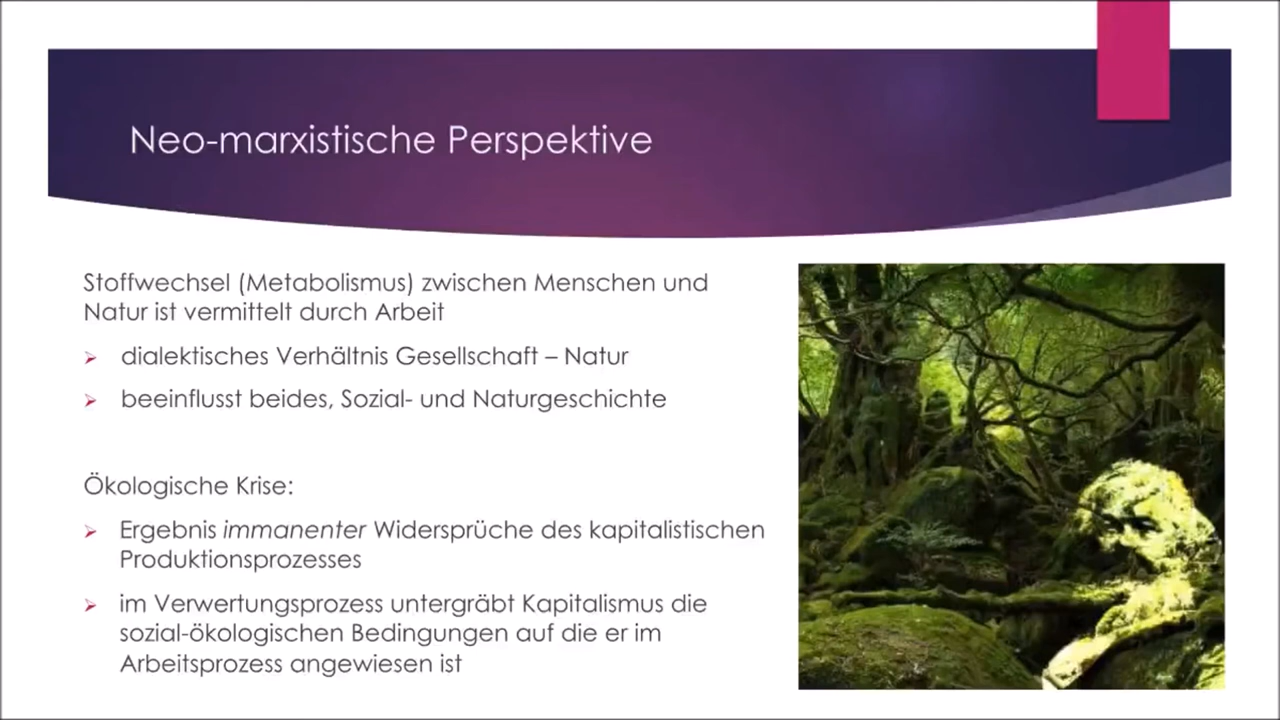 Neo-marxistische Perspektive
Stoffwechsel (Metabolismus) zwischen Menschen und
Natur ist vermittelt durch Arbeit
dialektisches Verhältnis Gesellschaft – Natur
beeinflusst beides, Sozial- und Naturgeschichte
Ökologische Krise:
Ergebnis immanenter Widersprüche des kapitalistischen
Produktionsprozesses
im Verwertungsprozess untergräbt Kapitalismus die
sozial-ökologischen Bedingungen auf die er im
Arbeitsprozess angewiesen ist